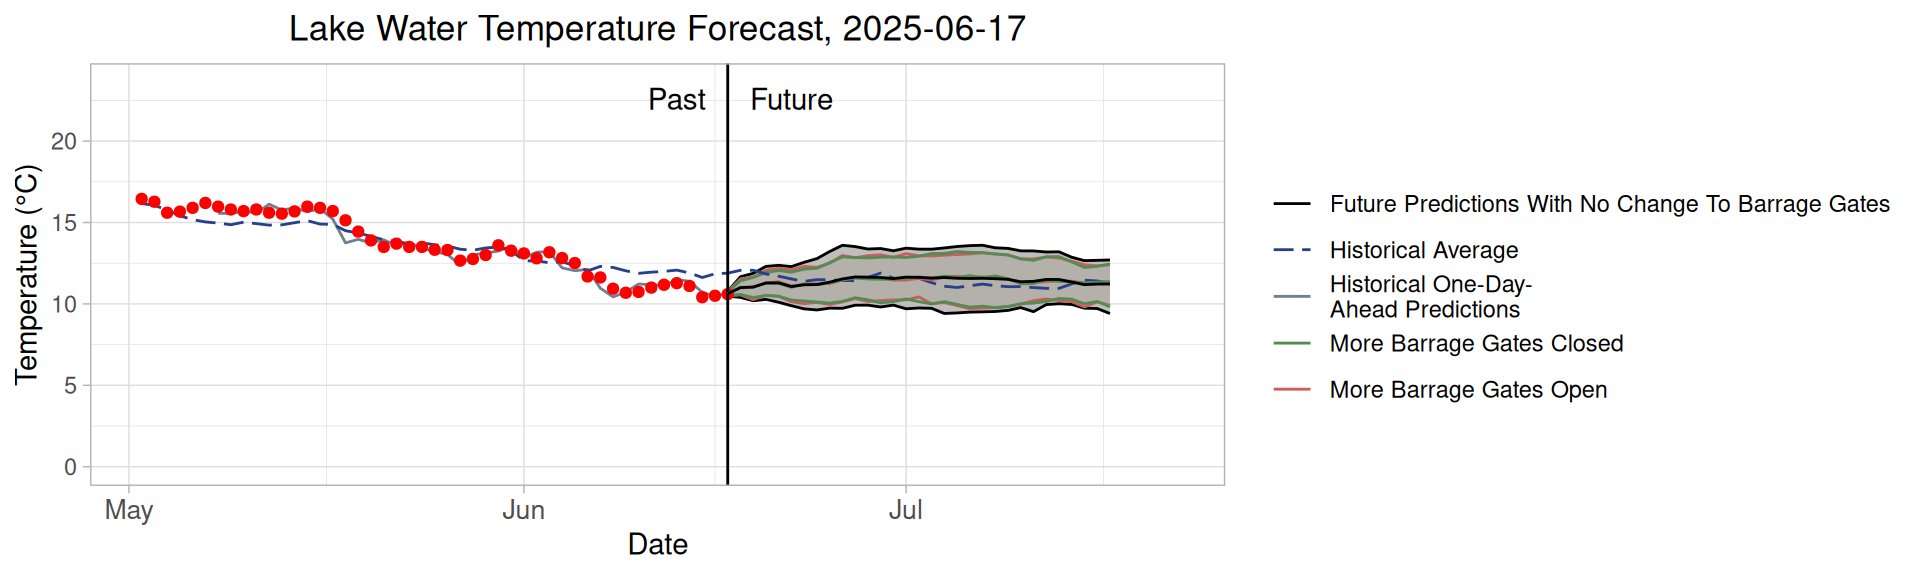 Lake Water Temperature Forecast, 2025-06-17
Past
Future
20
15
10
5
0
Temperature (°C)
May
Jun
Jul
Date
Future Predictions With No Change To Barrage Gates
Historical Average
Historical One-Day-
Ahead Predictions
More Barrage Gates Closed
More Barrage Gates Open